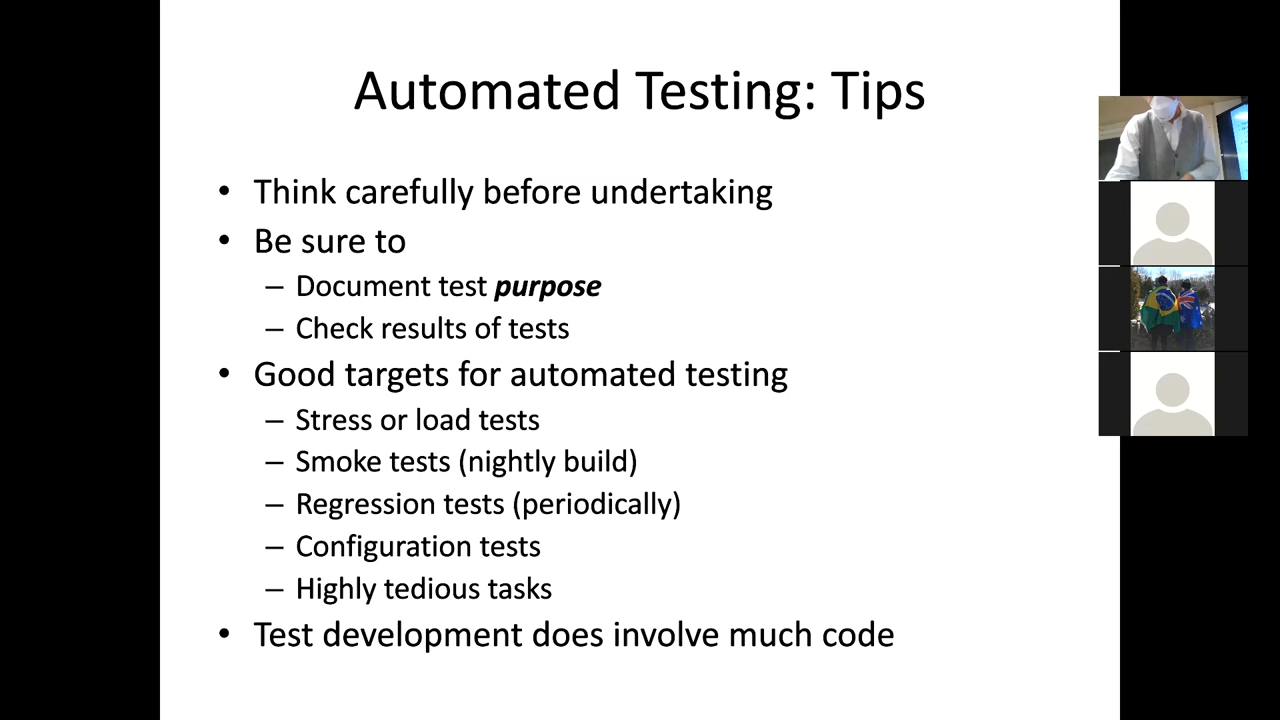 Automated Testing: Tips
• Think carefully before undertaking
• Be sure to
– Document test purpose
– Check results of tests
• Good targets for automated testing
– Stress or load tests
– Smoke tests (nightly build)
– Regression tests (periodically)
– Configuration tests
– Highly tedious tasks
• Test development does involve much code